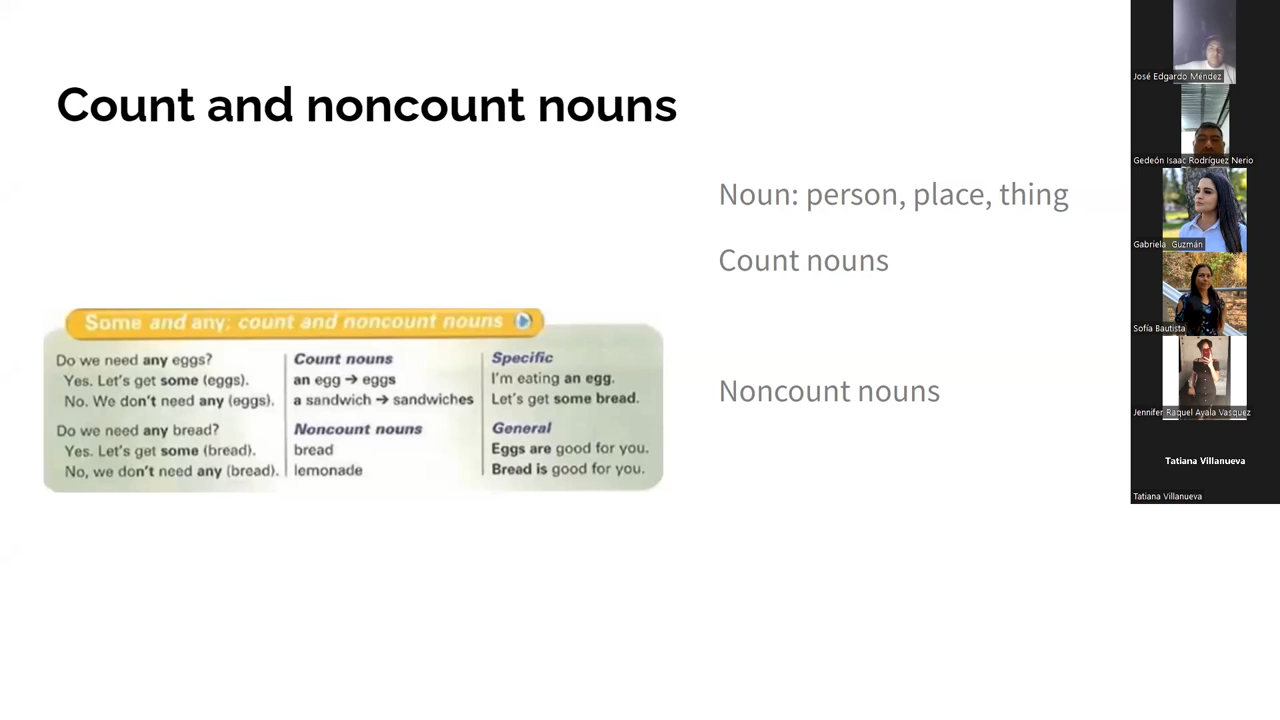 Count and noncount nouns
Noun: person, place, thing
Count nouns
Noncount nouns
Some and any; count and noncount nouns
Do we need any eggs?
Yes. Let's get some (eggs).
No. We don't need any (eggs).
Do we need any bread?
Yes. Let's get some (bread).
No, we don't need any (bread).
Count nouns
an egg → eggs
a sandwich → sandwiches
Noncount nouns
bread
lemonade
Specific
I'm eating an egg.
Let's get some bread.
General
Eggs are good for you.
Bread is good for you.
José Edgardo Méndez
Gedeón Isaac Rodríguez Nerio
Gabriela Guzmán
Sofía Bautista
Jennifer Raquel Ayala Vasquez
Tatiana Villanueva
Tatiana Villanueva